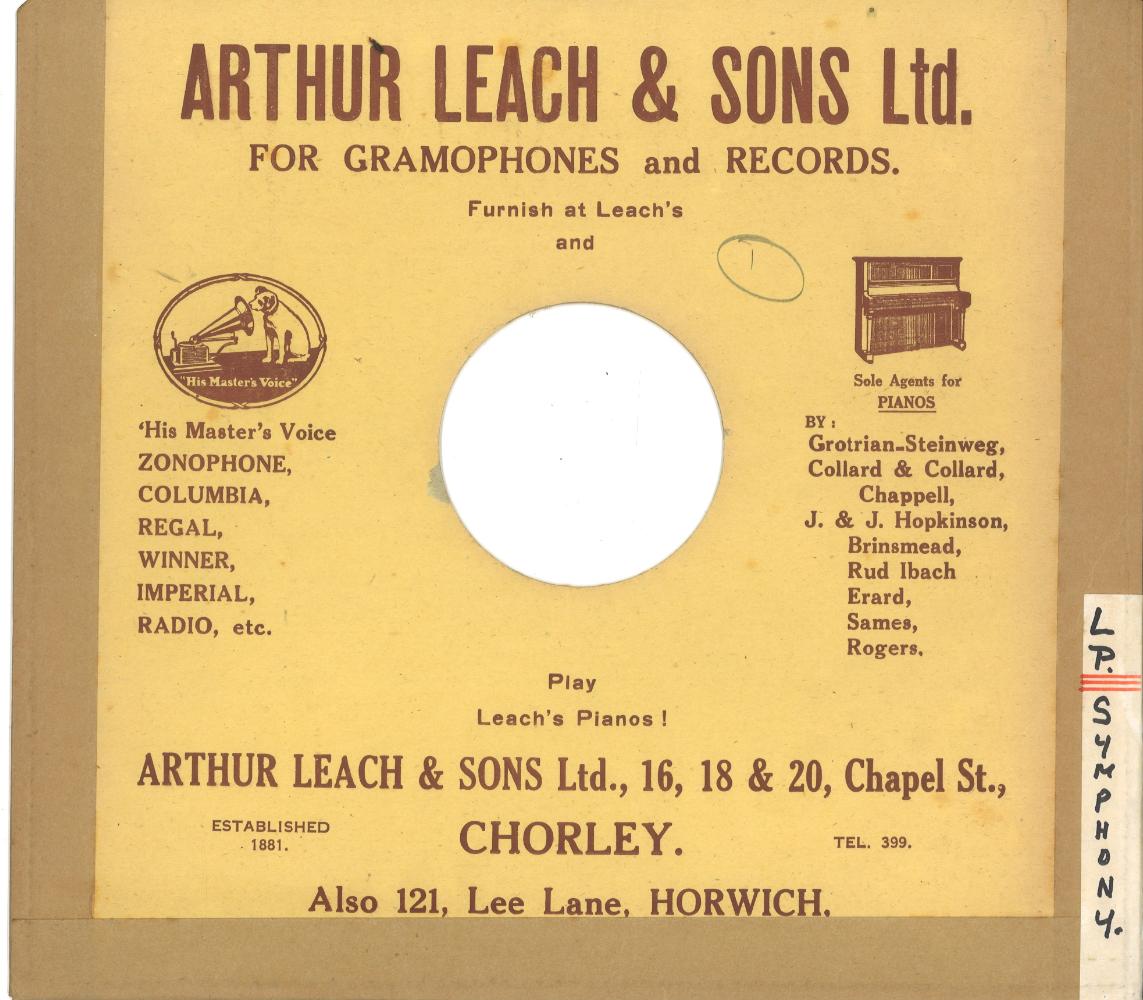 ARTHUR LEACH & SONS Ltd.
FOR GRAMOPHONES and RECORDS.
Furnish at Leach's
and
"His Master's Voice"
'His Master's Voice
ZONOPHONE,
COLUMBIA,
REGAL,
WINNER,
IMPERIAL,
RADIO, etc.
1
Sole Agents for
PIANOS
BY :
Grotrian-Steinweg,
Collard & Collard,
Chappell,
J. & J. Hopkinson,
Brinsmead,
Rud Ibach
Erard,
Sames,
Rogers.
Play
Leach's Pianos !
ARTHUR LEACH & SONS Ltd., 16, 18 & 20, Chapel St.,
ESTABLISHED
1881.
CHORLEY.
TEL. 399.
Also 121, Lee Lane, HORWICH.
LP. SYMPHONY.